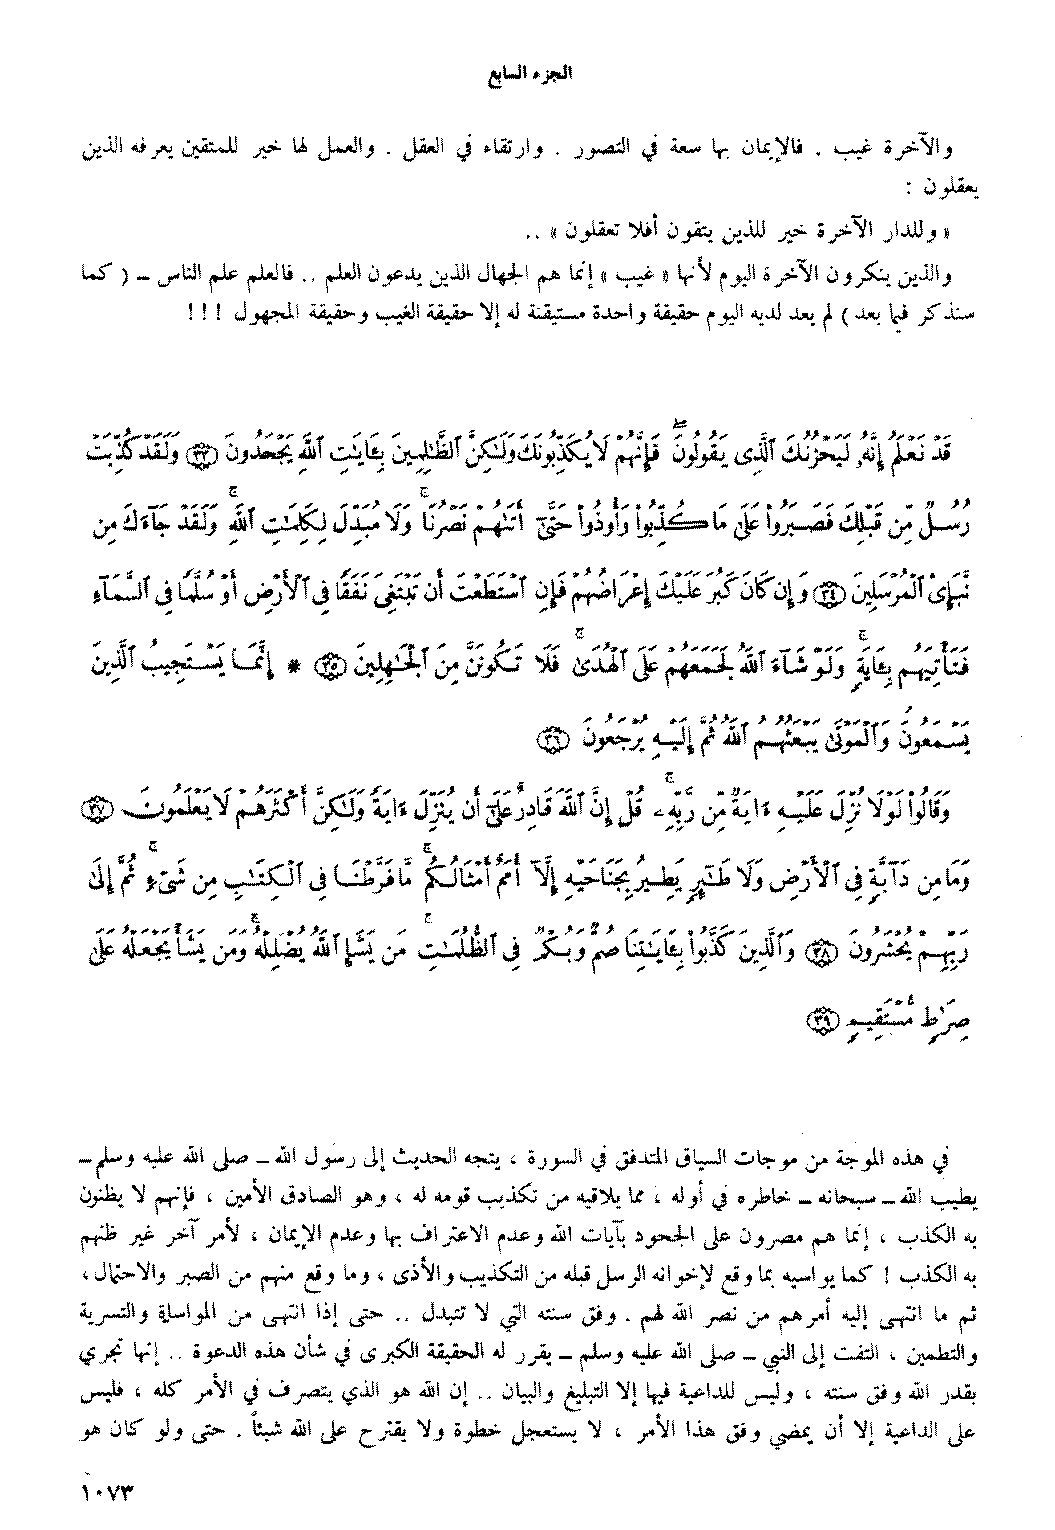 الجزء السابع
والآخرة غيب . فالإيمان بها سعة في التصور . وارتقاء في العقل . والعمل لها خير للمتقين يعرفه الذين
يعقلون :
« وللدار الآخرة خير للذين يتقون أفلا تعقلون » ..
والذين ينكرون الآخرة اليوم لأنها « غيب » إنما هم الجهال الذين يدعون العلم .. فالعلم علم الناس – ( كما
سنذكر فيما بعد ) لم يعد لديه اليوم حقيقة واحدة مستيقنة له إلا حقيقة الغيب وحقيقة المجهول ! ! !
قَدْ نَعْلَمُ إِنَّهُۥ لَيَحْزُنُكَ ٱلَّذِى يَقُولُونَۖ فَإِنَّهُمْ لَا يُكَذِّبُونَكَ وَلَٰكِنَّ ٱلظَّٰلِمِينَ بِـَٔايَٰتِ ٱللَّهِ يَجْحَدُونَ ٣٣ وَلَقَدْ كُذِّبَتْ
رُسُلٌ مِّن قَبْلِكَ فَصَبَرُوا۟ عَلَىٰ مَا كُذِّبُوا۟ وَأُوذُوا۟ حَتَّىٰٓ أَتَىٰهُمْ نَصْرُنَاۚ وَلَا مُبَدِّلَ لِكَلِمَٰتِ ٱللَّهِۚ وَلَقَدْ جَآءَكَ مِن
نَّبَإِى۟ ٱلْمُرْسَلِينَ ٣٤ وَإِن كَانَ كَبُرَ عَلَيْكَ إِعْرَاضُهُمْ فَإِنِ ٱسْتَطَعْتَ أَن تَبْتَغِىَ نَفَقًا فِى ٱلْأَرْضِ أَوْ سُلَّمًا فِى ٱلسَّمَآءِ
فَتَأْتِيَهُم بِـَٔايَةٍۚ وَلَوْ شَآءَ ٱللَّهُ لَجَمَعَهُمْ عَلَى ٱلْهُدَىٰۚ فَلَا تَكُونَنَّ مِنَ ٱلْجَٰهِلِينَ ٣٥ * إِنَّمَا يَسْتَجِيبُ ٱلَّذِينَ
يَسْمَعُونَۘ وَٱلْمَوْتَىٰ يَبْعَثُهُمُ ٱللَّهُ ثُمَّ إِلَيْهِ يُرْجَعُونَ ٣٦
وَقَالُوا۟ لَوْلَا نُزِّلَ عَلَيْهِ ءَايَةٌ مِّن رَّبِّهِۦۚ قُلْ إِنَّ ٱللَّهَ قَادِرٌ عَلَىٰٓ أَن يُنَزِّلَ ءَايَةً وَلَٰكِنَّ أَكْثَرَهُمْ لَا يَعْلَمُونَ ٣٧
وَمَا مِن دَآبَّةٍ فِى ٱلْأَرْضِ وَلَا طَٰٓئِرٍ يَطِيرُ بِجَنَاحَيْهِ إِلَّآ أُمَمٌ أَمْثَالُكُمۚ مَّا فَرَّطْنَا فِى ٱلْكِتَٰبِ مِن شَىْءٍۚ ثُمَّ إِلَىٰ
رَبِّهِمْ يُحْشَرُونَ ٣٨ وَٱلَّذِينَ كَذَّبُوا۟ بِـَٔايَٰتِنَا صُمٌّ وَبُكْمٌ فِى ٱلظُّلُمَٰتِۗ مَن يَشَإِ ٱللَّهُ يُضْلِلْهُ وَمَن يَشَأْ يَجْعَلْهُ عَلَىٰ
صِرَٰطٍ مُّسْتَقِيمٍ ٣٩
في هذه الموجة من موجات السياق المتدفق في السورة ، يتجه الحديث إلى رسول الله – صلى الله عليه وسلم –
يطيب الله – سبحانه – خاطره في أوله ، مما يلاقيه من تكذيب قومه له ، وهو الصادق الأمين ، فإنهم لا يظنون
به الكذب ، إنما هم مصرون على الجحود بآيات الله وعدم الاعتراف بها وعدم الإيمان ، لأمر آخر غير ظنهم
به الكذب ! كما يواسيه بما وقع لإخوانه الرسل قبله من التكذيب والأذى ، وما وقع منهم من الصبر والاحتمال ،
ثم ما انتهى إليه أمرهم من نصر الله لهم . وفق سنته التي لا تتبدل .. حتى إذا انتهى من المواساة والتسرية
والتطمين ، التفت إلى النبي – صلى الله عليه وسلم – يقرر له الحقيقة الكبرى في شأن هذه الدعوة .. إنها تجري
بقدر الله وفق سنته ، وليس للداعية فيها إلا التبليغ والبيان .. إن الله هو الذي يتصرف في الأمر كله ، فليس
على الداعية إلا أن يمضي وفق هذا الأمر ، لا يستعجل خطوة ولا يقترح على الله شيئاً . حتى ولو كان هو
١٠٧٣